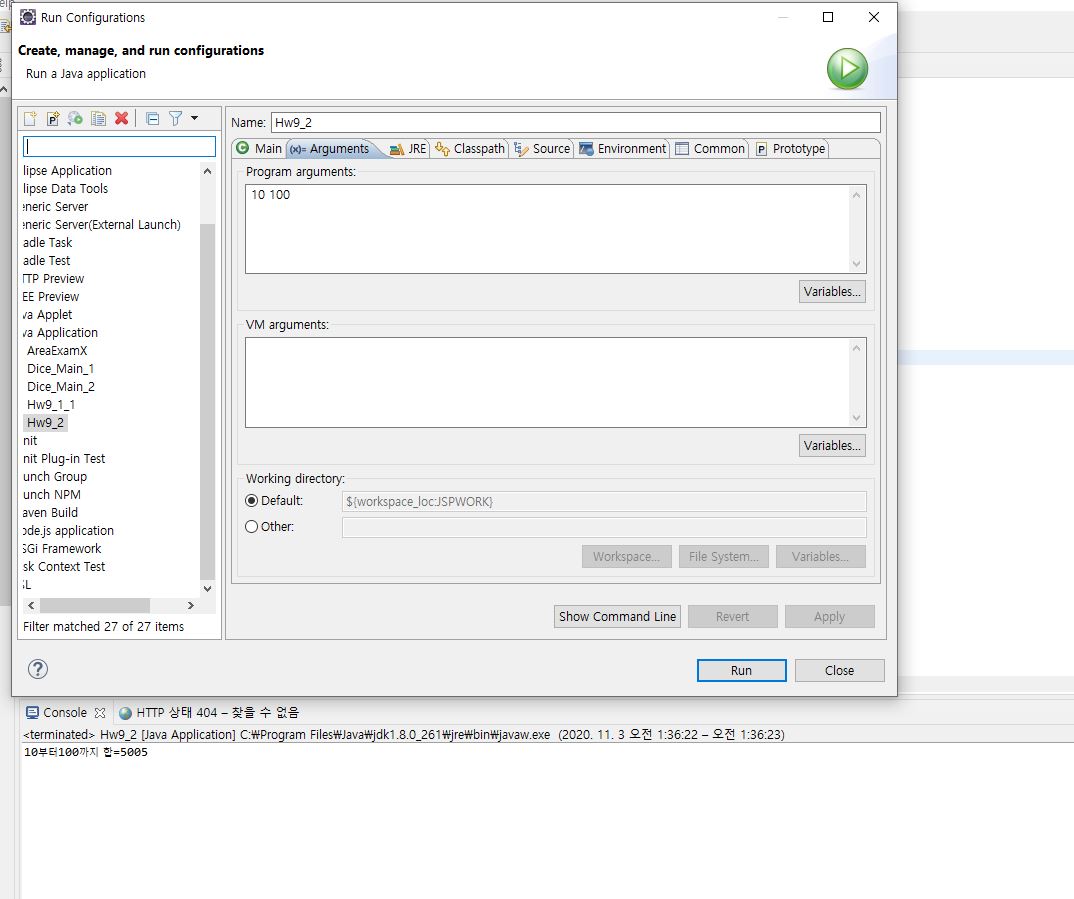 elp
Run Configurations
Create, manage, and run configurations
Run a Java application
Name: Hw9_2
Main (x)= Arguments JRE Classpath Source Environment Common P Prototype
lipse Application
lipse Data Tools
eneric Server
eneric Server(External Launch)
adle Task
adle Test
TTP Preview
EE Preview
va Applet
va Application
AreaExamX
Dice_Main_1
Dice_Main_2
Hw9_1_1
Hw9_2
nit
nit Plug-in Test
unch Group
unch NPM
aven Build
ode.js application
SGi Framework
sk Context Test
SL
Filter matched 27 of 27 items
Program arguments:
10 100
Variables...
VM arguments:
Variables...
Working directory:
Default: ${workspace_loc:JSPWORK}
Other:
Workspace... File System... Variables...
Show Command Line Revert Apply
? Run Close
Console HTTP 상태 404 – 찾을 수 없음
<terminated> Hw9_2 [Java Application] C:₩Program Files₩Java₩jdk1.8.0_261₩jre₩bin₩javaw.exe (2020. 11. 3 오전 1:36:22 – 오전 1:36:23)
10부터100까지 합=5005